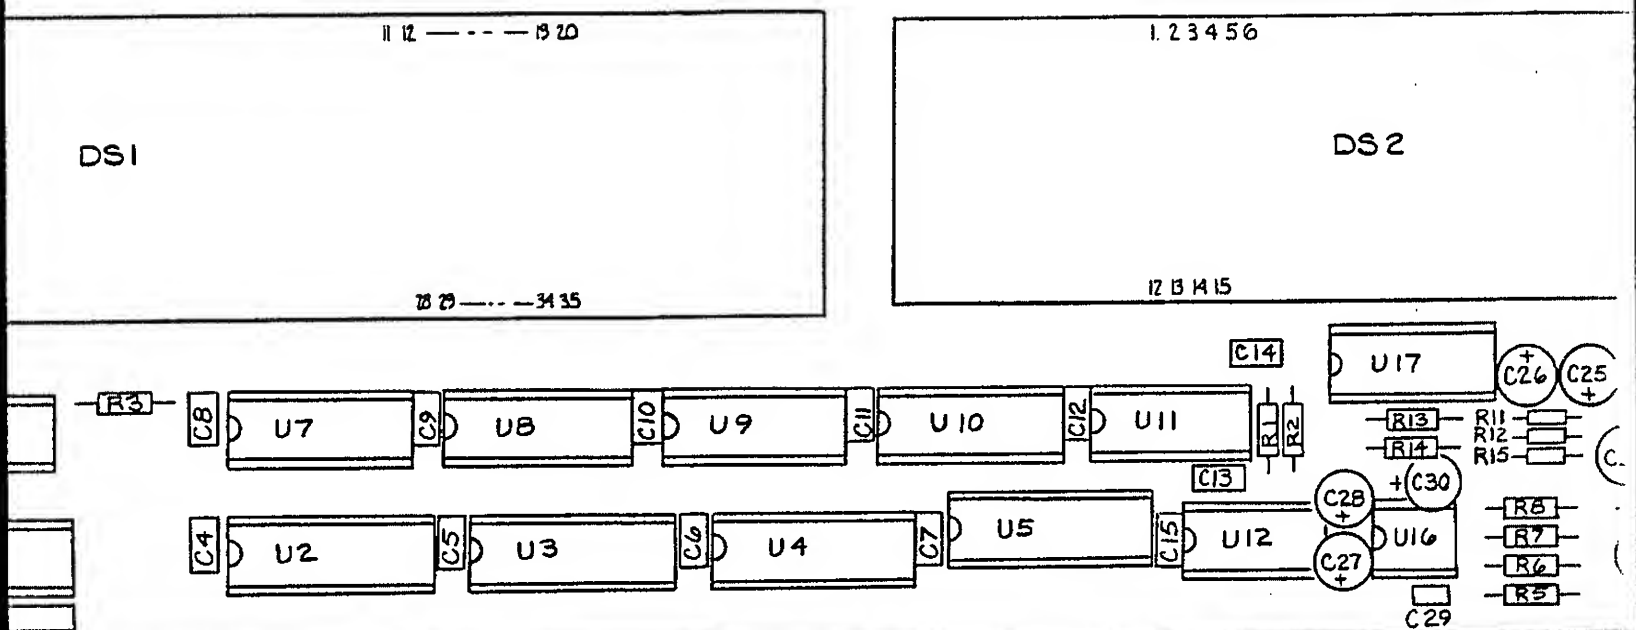 11 12 — - - — 19 20
1. 2 3 4 5 6
DS1
DS2
28 29 — - - — 34 35
12 13 14 15
C14
U17
C26
+
C25
+
R3
C8
U7
C9
U8
C10
U9
C11
U10
C12
U11
R1
R2
R13
R11
R12
R14
R15
C13
C28
+
+
C30
C4
U2
C5
U3
C6
U4
C7
U5
C15
U12
C27
+
U16
R8
R7
R6
R5
C29